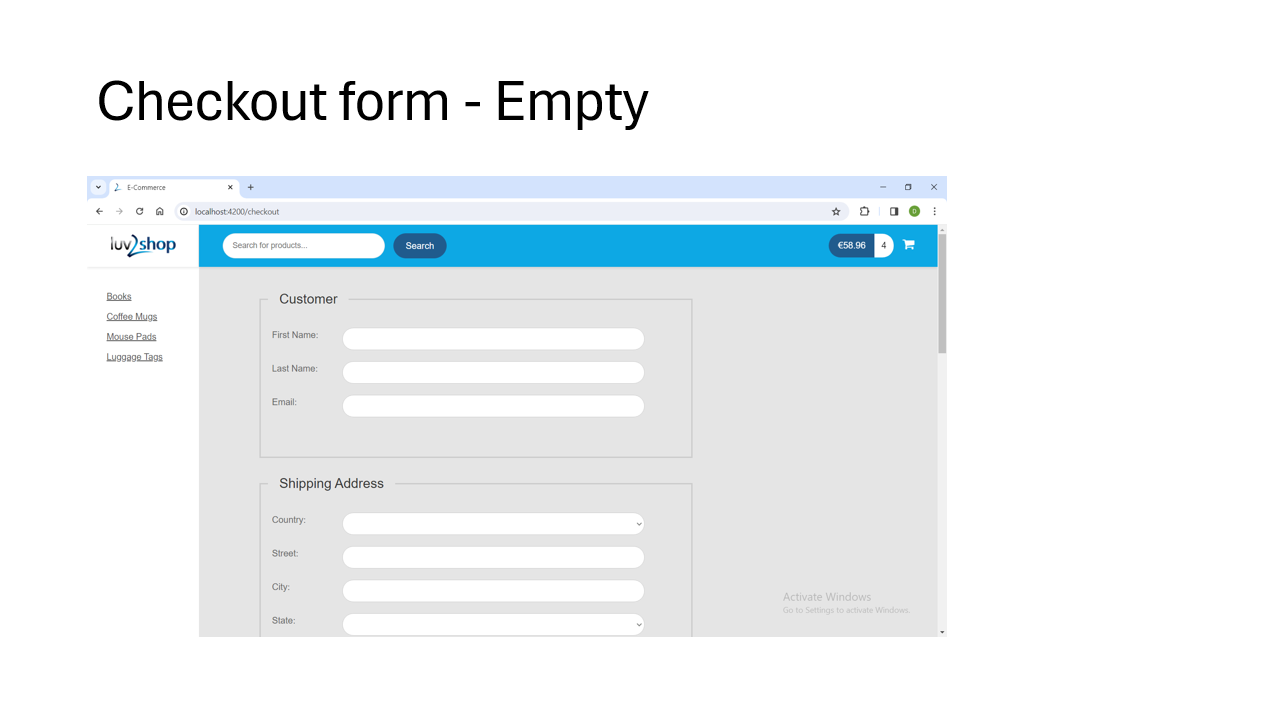 Checkout form - Empty
E-Commerce
localhost:4200/checkout
luv2shop
Search for products...
Search
€58.96
4
D
Books
Coffee Mugs
Mouse Pads
Luggage Tags
Customer
First Name:
Last Name:
Email:
Shipping Address
Country:
Street:
City:
State:
Activate Windows
Go to Settings to activate Windows.